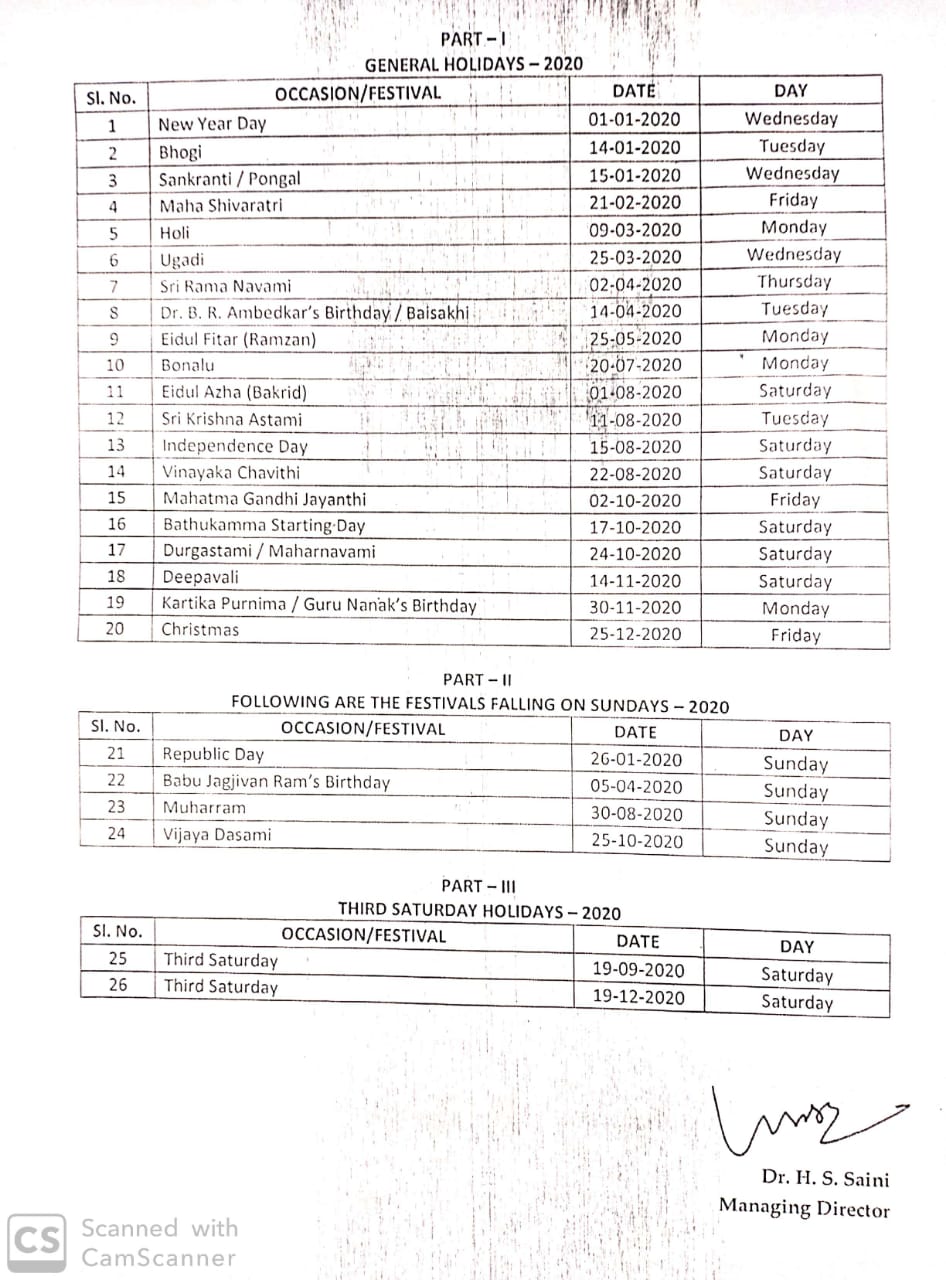 PART – I
GENERAL HOLIDAYS – 2020
Sl. No. OCCASION/FESTIVAL DATE DAY
1 New Year Day 01-01-2020 Wednesday
2 Bhogi 14-01-2020 Tuesday
3 Sankranti / Pongal 15-01-2020 Wednesday
4 Maha Shivaratri 21-02-2020 Friday
5 Holi 09-03-2020 Monday
6 Ugadi 25-03-2020 Wednesday
7 Sri Rama Navami 02-04-2020 Thursday
8 Dr. B. R. Ambedkar's Birthday / Baisakhi 14-04-2020 Tuesday
9 Eidul Fitar (Ramzan) 25-05-2020 Monday
10 Bonalu 20-07-2020 Monday
11 Eidul Azha (Bakrid) 01-08-2020 Saturday
12 Sri Krishna Astami 11-08-2020 Tuesday
13 Independence Day 15-08-2020 Saturday
14 Vinayaka Chavithi 22-08-2020 Saturday
15 Mahatma Gandhi Jayanthi 02-10-2020 Friday
16 Bathukamma Starting Day 17-10-2020 Saturday
17 Durgastami / Maharnavami 24-10-2020 Saturday
18 Deepavali 14-11-2020 Saturday
19 Kartika Purnima / Guru Nanak's Birthday 30-11-2020 Monday
20 Christmas 25-12-2020 Friday
PART – II
FOLLOWING ARE THE FESTIVALS FALLING ON SUNDAYS – 2020
Sl. No. OCCASION/FESTIVAL DATE DAY
21 Republic Day 26-01-2020 Sunday
22 Babu Jagjivan Ram's Birthday 05-04-2020 Sunday
23 Muharram 30-08-2020 Sunday
24 Vijaya Dasami 25-10-2020 Sunday
PART – III
THIRD SATURDAY HOLIDAYS – 2020
Sl. No. OCCASION/FESTIVAL DATE DAY
25 Third Saturday 19-09-2020 Saturday
26 Third Saturday 19-12-2020 Saturday
Dr. H. S. Saini
Managing Director
CS Scanned with
CamScanner